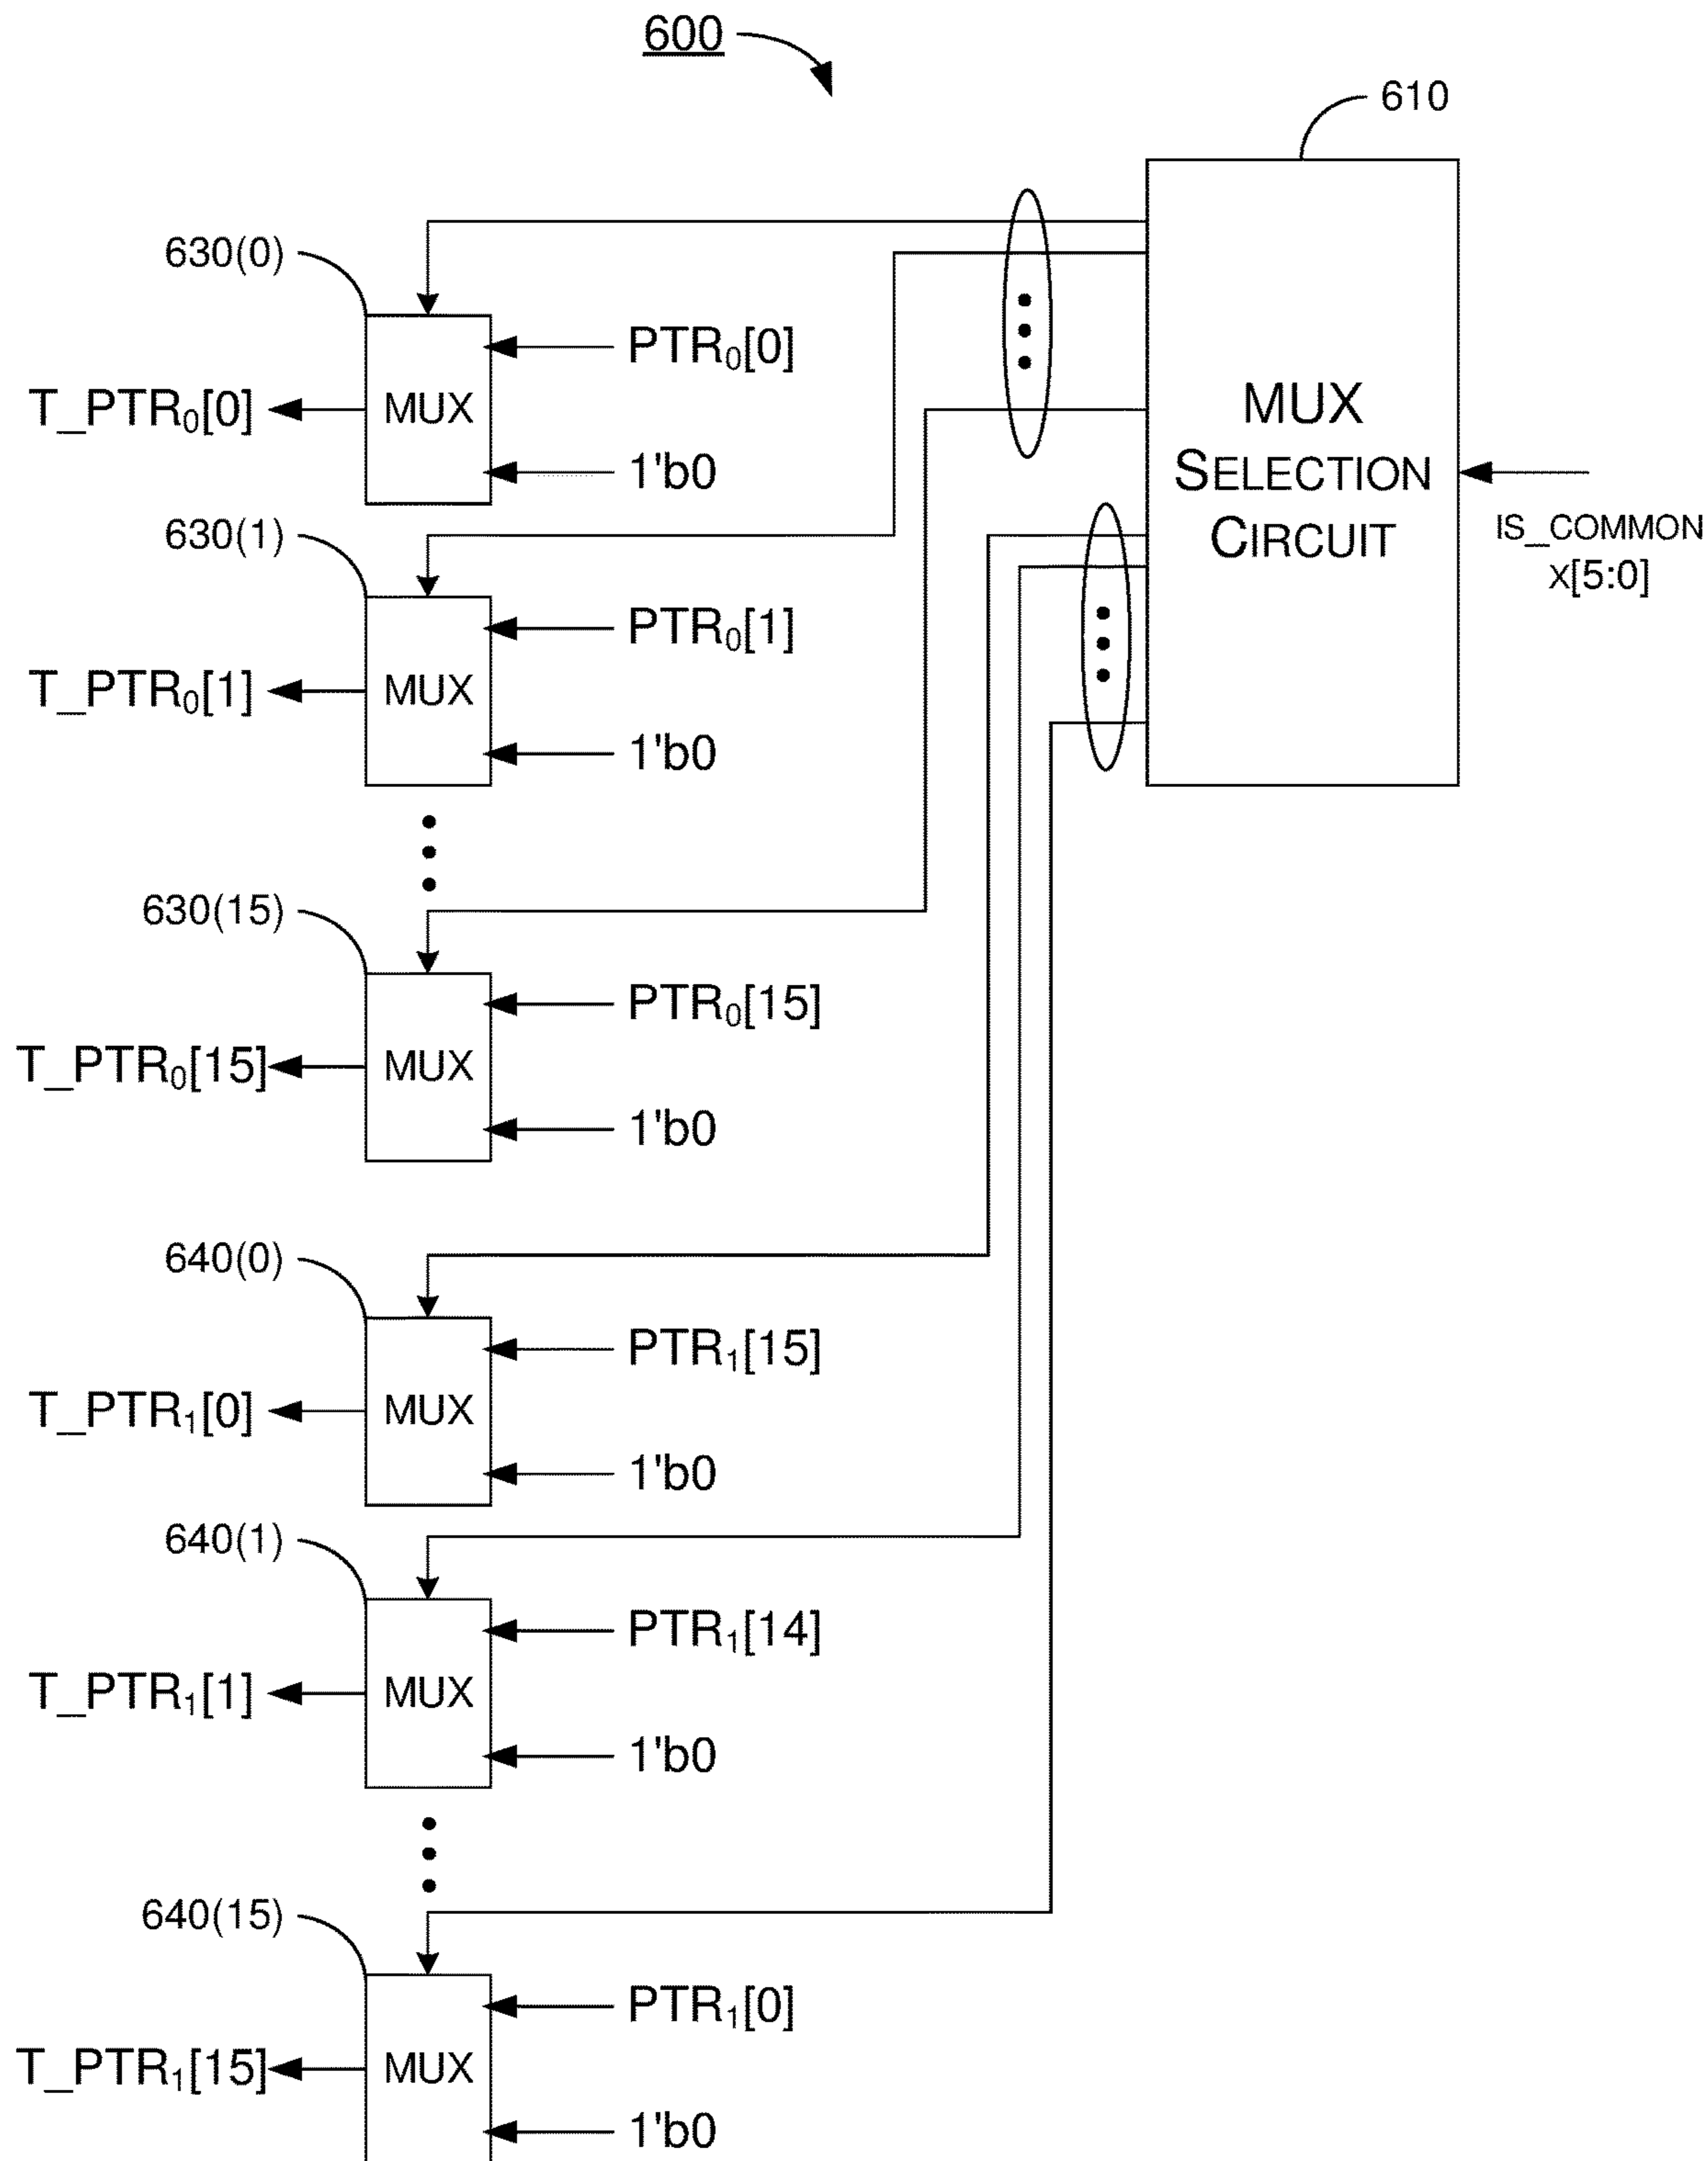 600
610
630(0)
PTR₀[0]
T_PTR₀[0]
MUX
1'b0
MUX
SELECTION
CIRCUIT
IS_COMMON
X[5:0]
630(1)
PTR₀[1]
T_PTR₀[1]
MUX
1'b0
630(15)
PTR₀[15]
T_PTR₀[15]
MUX
1'b0
640(0)
PTR₁[15]
T_PTR₁[0]
MUX
1'b0
640(1)
PTR₁[14]
T_PTR₁[1]
MUX
1'b0
640(15)
PTR₁[0]
T_PTR₁[15]
MUX
1'b0